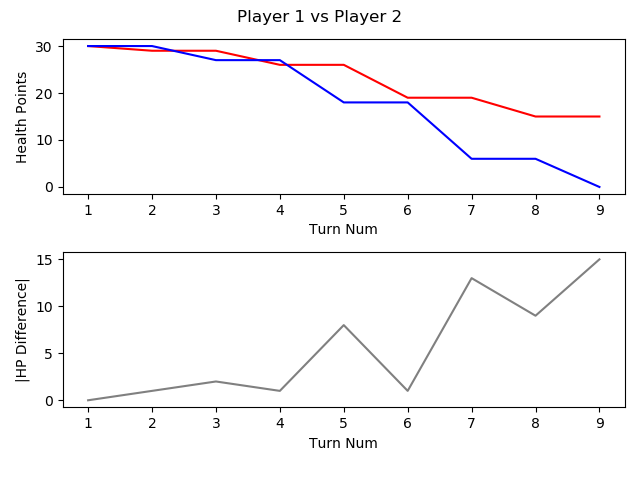 Player 1 vs Player 2
30
20
10
0
Health Points
1 2 3 4 5 6 7 8 9
Turn Num
15
10
5
0
|HP Difference|
1 2 3 4 5 6 7 8 9
Turn Num